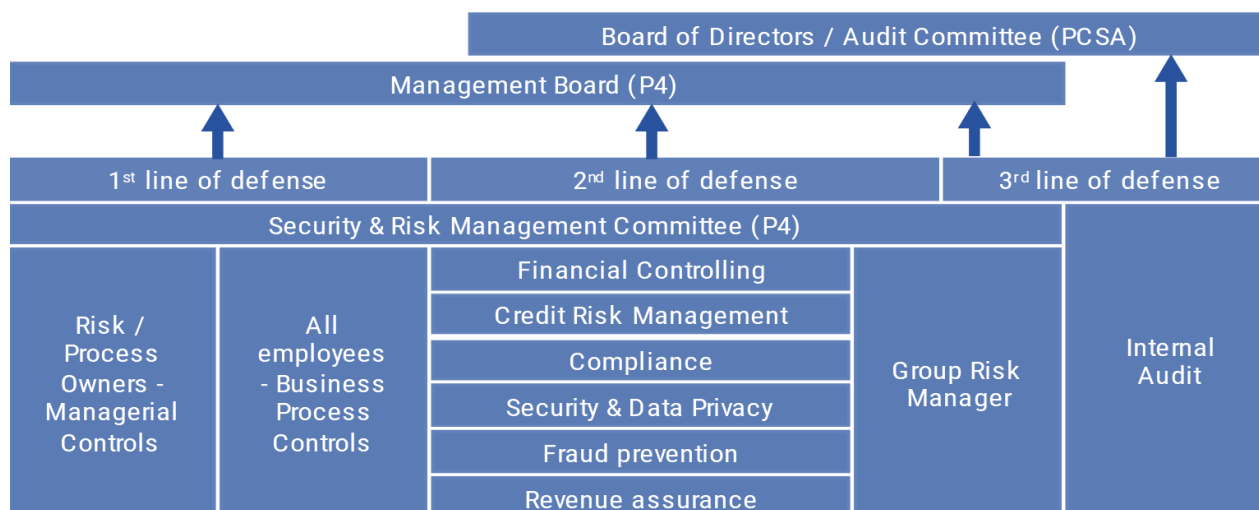 Board of Directors / Audit Committee (PCSA)
Management Board (P4)
1st line of defense
2nd line of defense
3rd line of defense
Security & Risk Management Committee (P4)
Risk /
Process
Owners -
Managerial
Controls
All
employees
- Business
Process
Controls
Financial Controlling
Credit Risk Management
Compliance
Security & Data Privacy
Fraud prevention
Revenue assurance
Group Risk
Manager
Internal
Audit